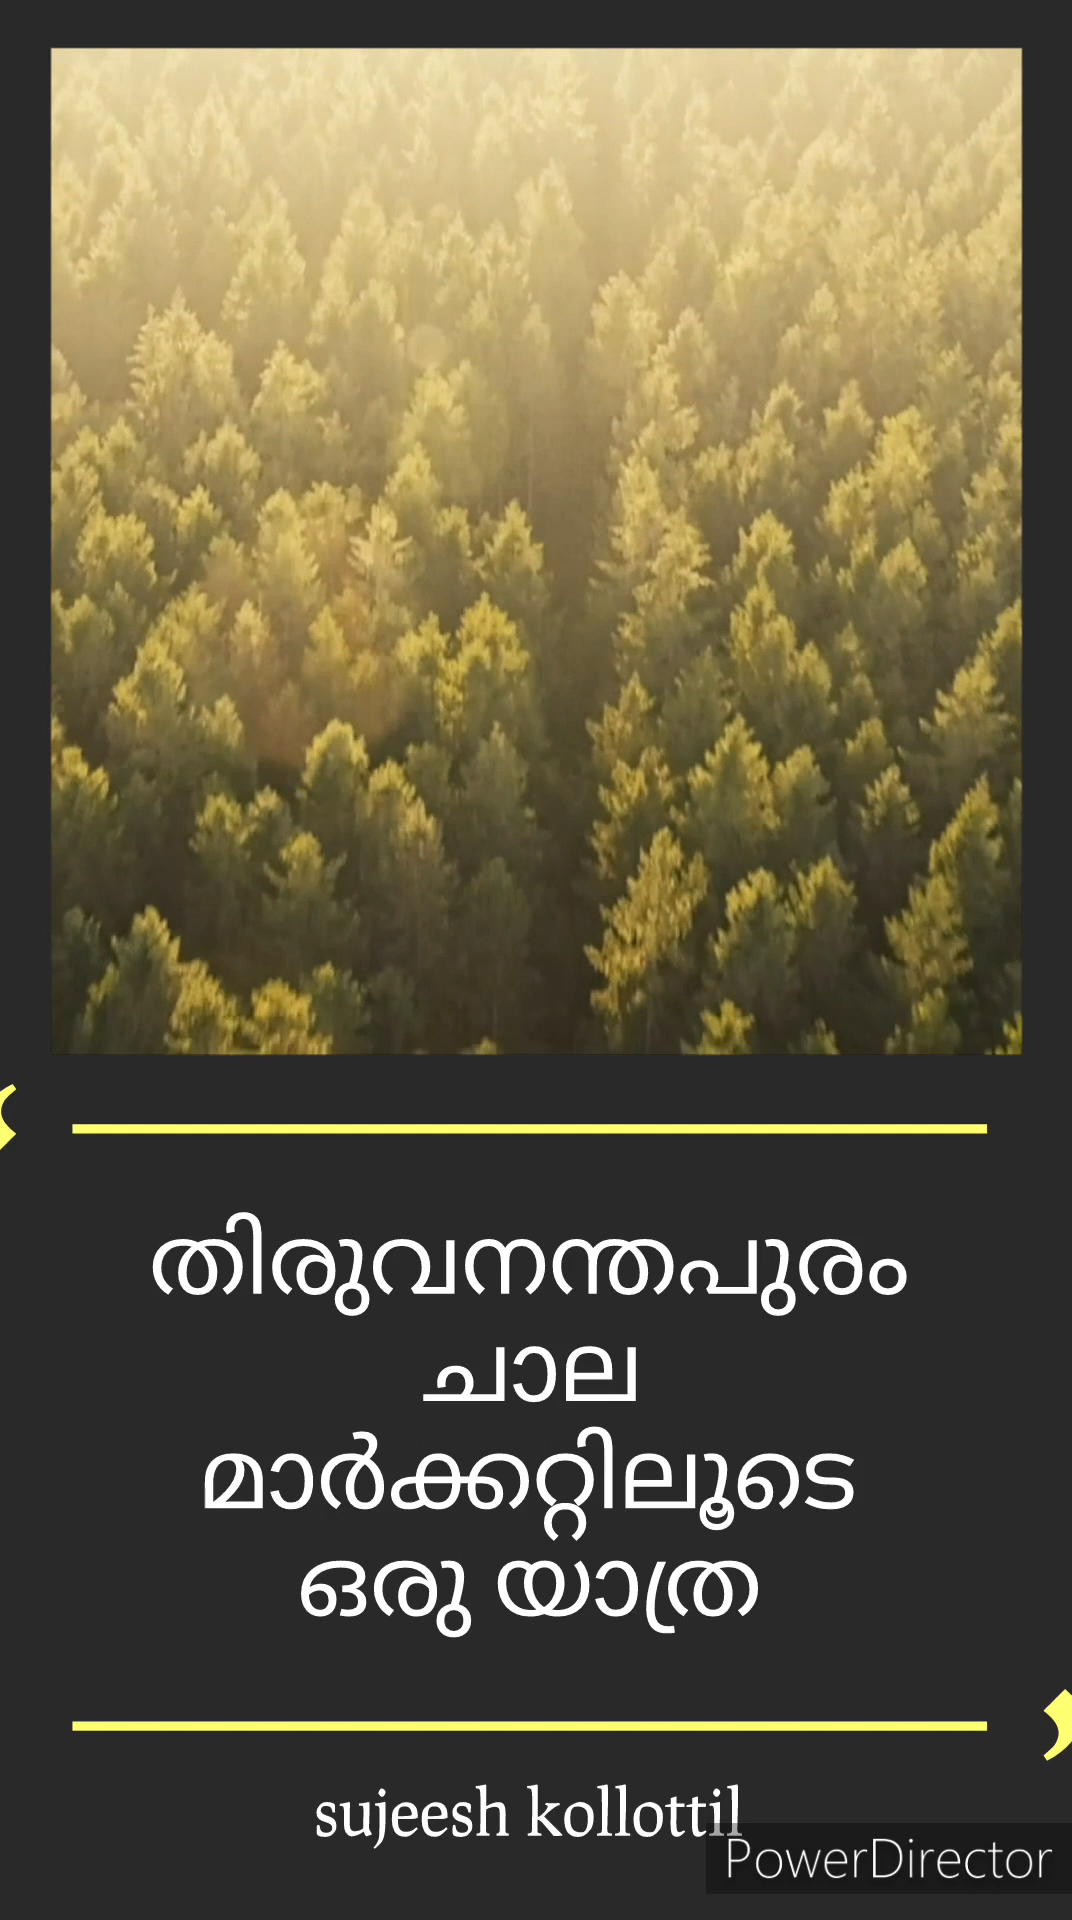 തിരുവനന്തപുരം
ചാല
മാർക്കറ്റിലൂടെ
ഒരു യാത്ര
sujeesh kollottil
PowerDirector